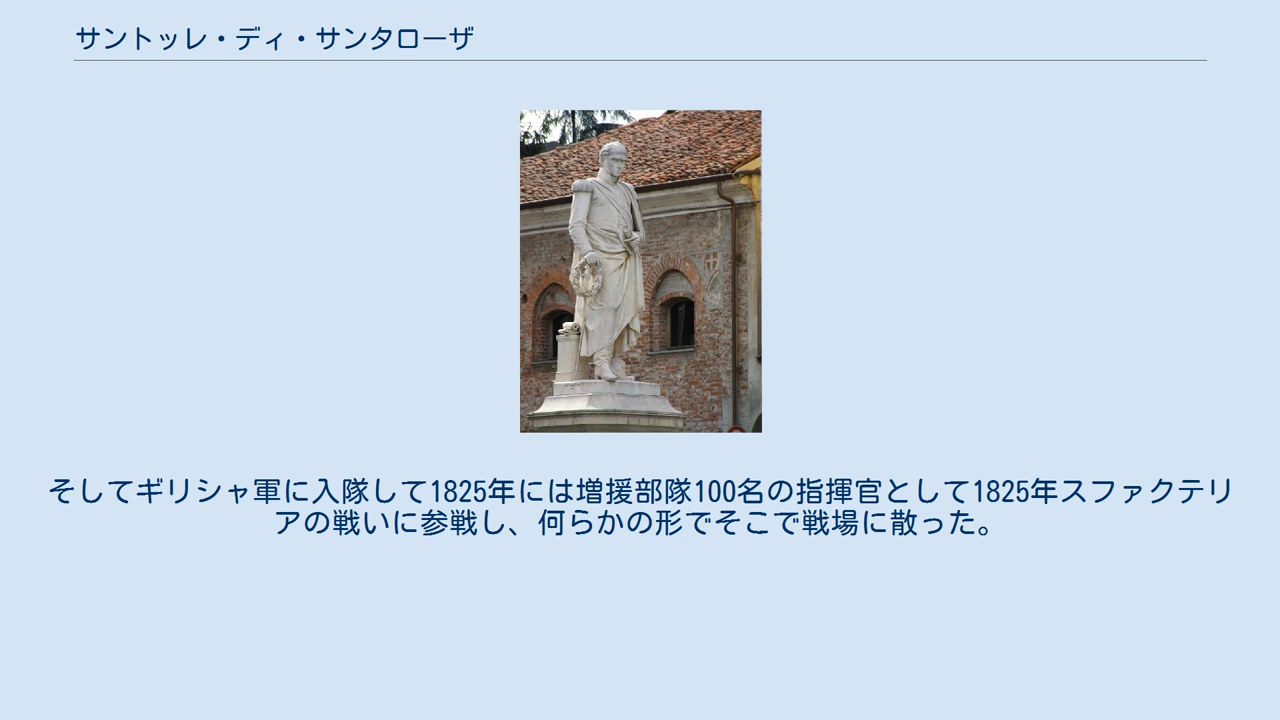 サントッレ・ディ・サンタローザ
そしてギリシャ軍に入隊して1825年には増援部隊100名の指揮官として1825年スファクテリ
アの戦いに参戦し、何らかの形でそこで戦場に散った。